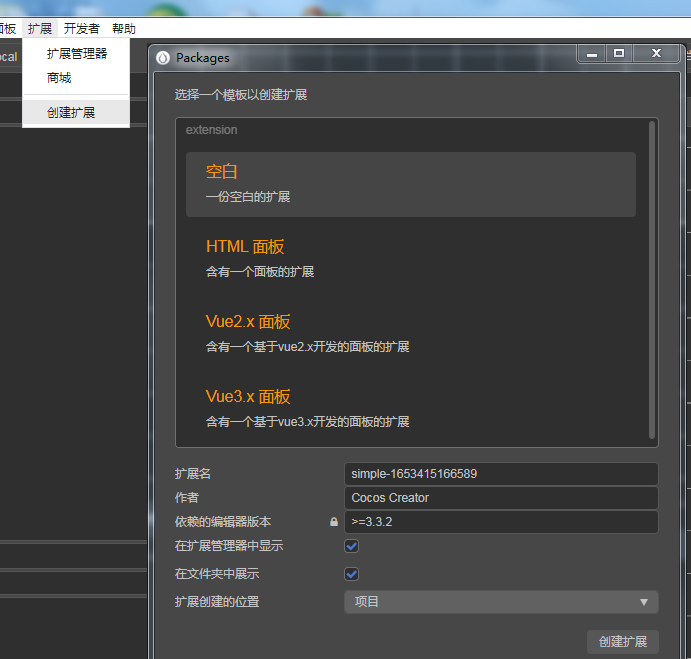 面板 扩展 开发者 帮助
ocal
扩展管理器
商城
创建扩展
Packages
选择一个模板以创建扩展
extension
空白
一份空白的扩展
HTML 面板
含有一个面板的扩展
Vue2.x 面板
含有一个基于vue2.x开发的面板的扩展
Vue3.x 面板
含有一个基于vue3.x开发的面板的扩展
扩展名 simple-1653415166589
作者 Cocos Creator
依赖的编辑器版本 >=3.3.2
在扩展管理器中显示
在文件夹中展示
扩展创建的位置 项目
创建扩展